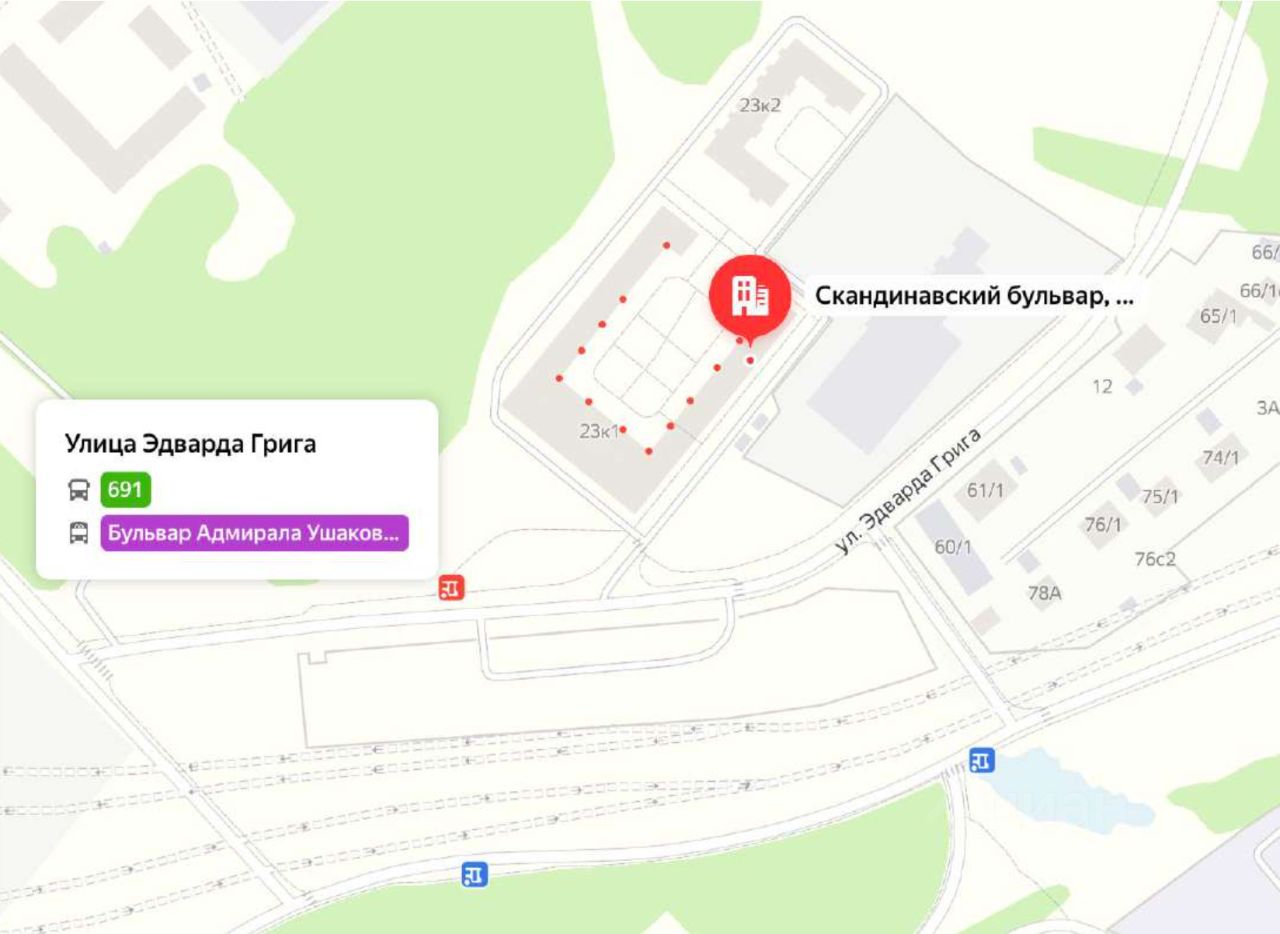 23к2
Скандинавский бульвар, ...
66/
66/1
65/1
12
3А
23к1
Улица Эдварда Грига
691
Бульвар Адмирала Ушаков...
ул. Эдварда Грига
74/1
61/1
75/1
76/1
60/1
76с2
78А
циан